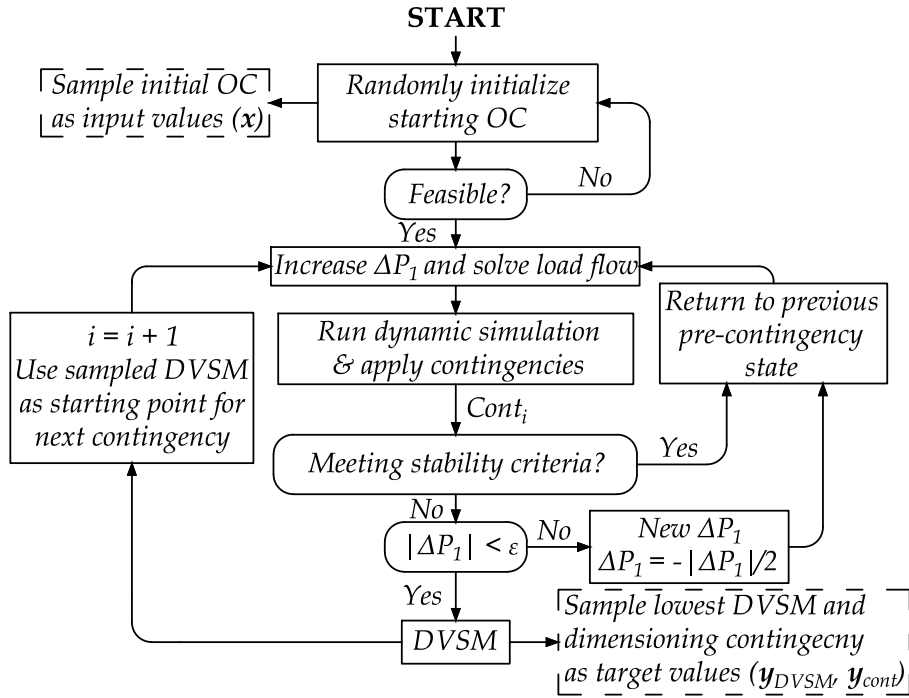 START
Sample initial OC
as input values (x)
Randomly initialize
starting OC
Feasible?
No
Yes
Increase ΔP₁ and solve load flow
Return to previous
pre-contingency
state
i = i + 1
Use sampled DVSM
as starting point for
next contingency
Run dynamic simulation
& apply contingencies
Contᵢ
Meeting stability criteria?
Yes
No
|ΔP₁| < ε
No
New ΔP₁
ΔP₁ = -|ΔP₁|/2
Yes
DVSM
Sample lowest DVSM and
dimensioning contingecny
as target values (y_DVSM, y_cont)